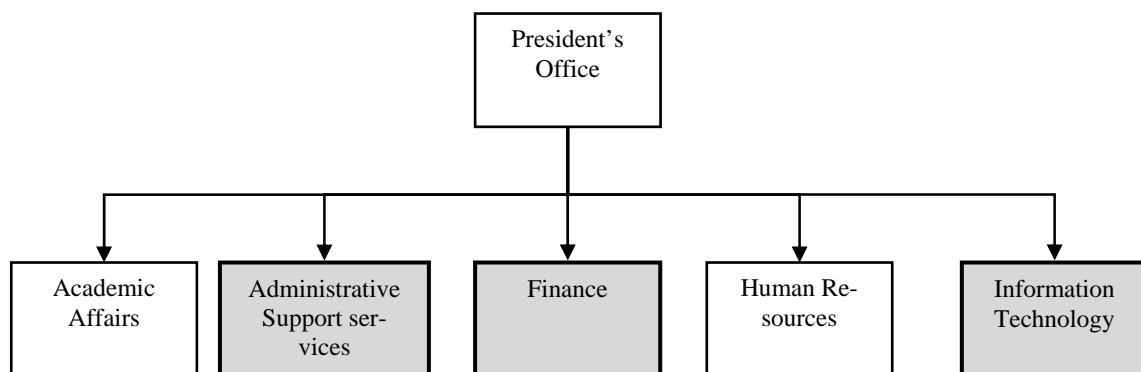 President’s
Office
Academic
Affairs
Administrative
Support ser-
vices
Finance
Human Re-
sources
Information
Technology